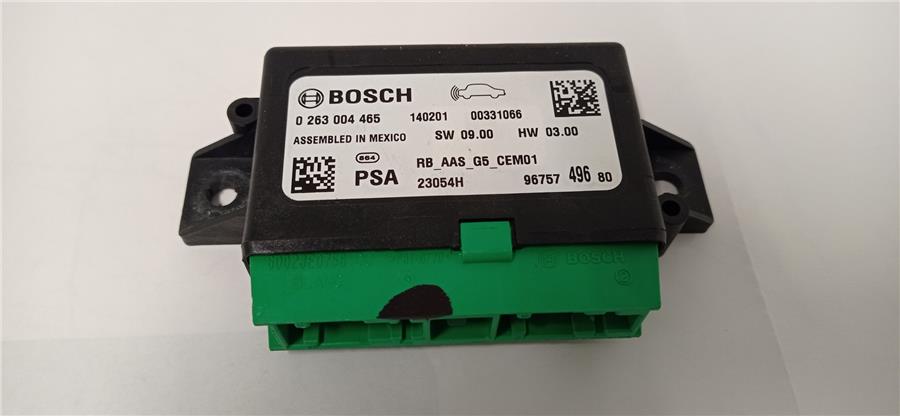 BOSCH
0 263 004 465 140201 00331066
ASSEMBLED IN MEXICO SW 09.00 HW 03.00
664 RB_AAS_G5_CEM01
PSA 23054H 96757 496 80
BOSCH